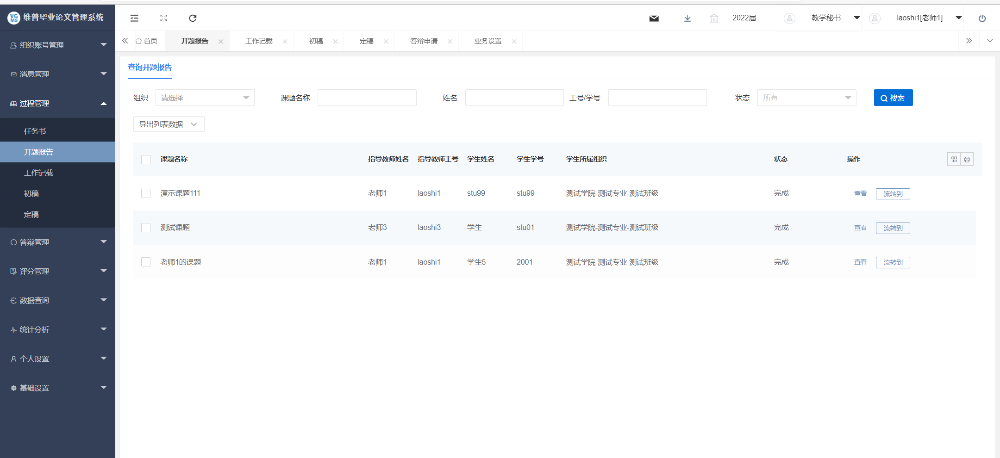 VG MS 维普毕业论文管理系统
2022届 教学秘书 laoshi1[老师1]
首页 开题报告 工作记载 初稿 定稿 答辩申请 业务设置
组织账号管理
消息管理
过程管理
任务书
开题报告
工作记载
初稿
定稿
答辩管理
评分管理
数据查询
统计分析
个人设置
基础设置
查询开题报告
组织 请选择 课题名称 姓名 工号/学号 状态 所有 搜索
导出列表数据
课题名称 指导教师姓名 指导教师工号 学生姓名 学生学号 学生所属组织 状态 操作
演示课题111 老师1 laoshi1 stu99 stu99 测试学院-测试专业-测试班级 完成 查看 流转到
测试课题 老师3 laoshi3 学生 stu01 测试学院-测试专业-测试班级 完成 查看 流转到
老师1的课题 老师1 laoshi1 学生5 2001 测试学院-测试专业-测试班级 完成 查看 流转到